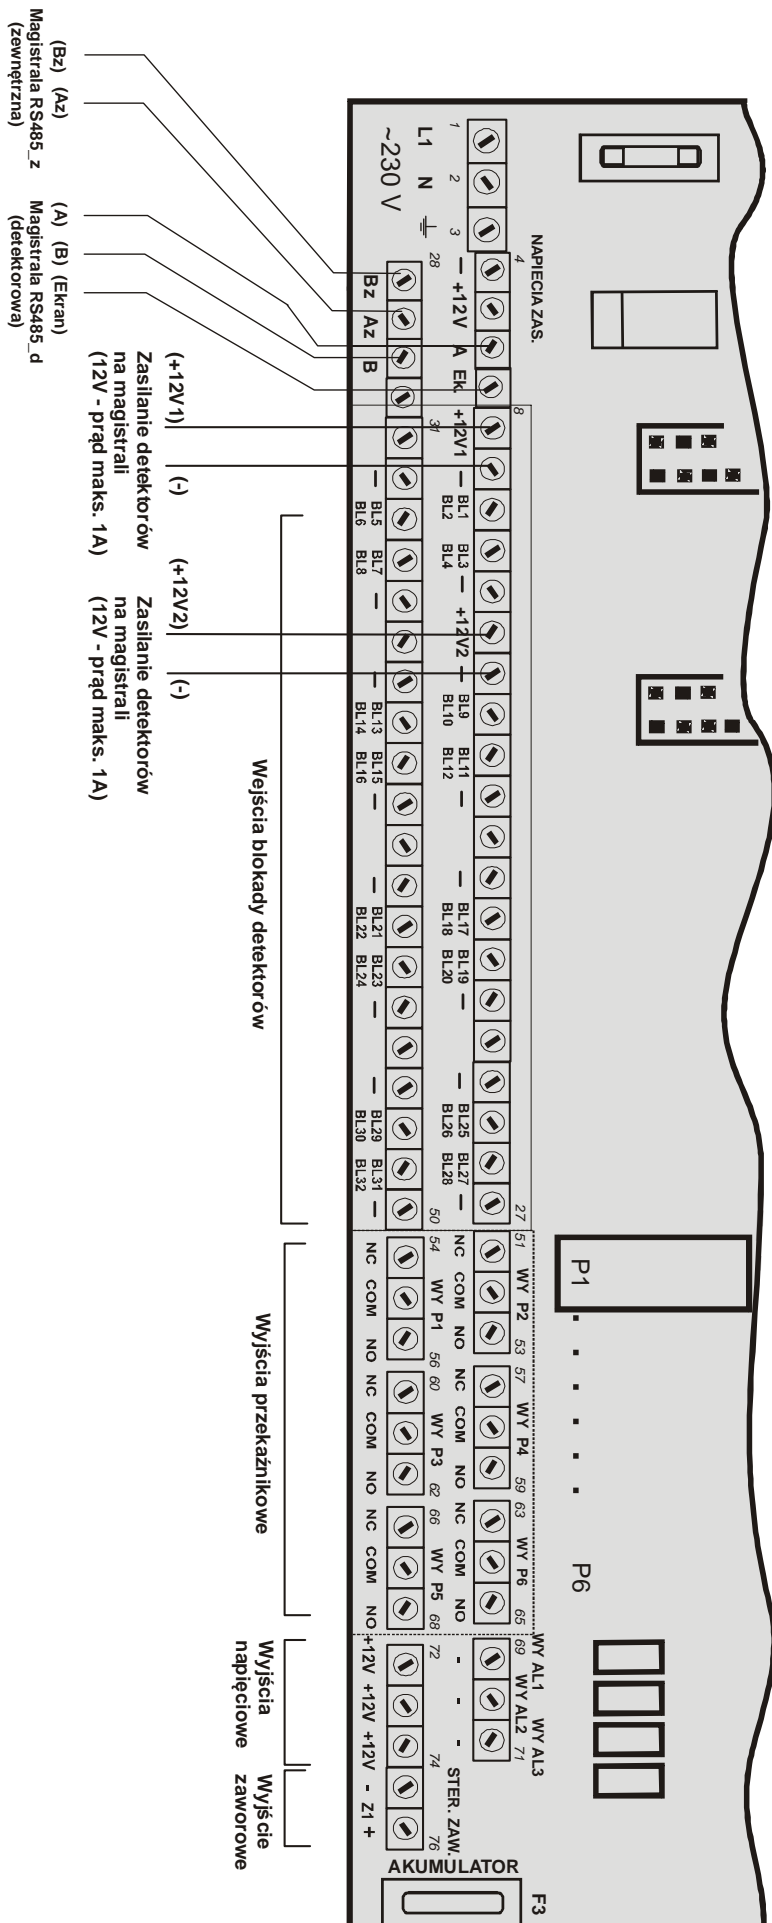 (Bz) (Az)
Magistrala RS485_z
(zewnętrzna)
(A) (B) (Ekran)
Magistrala RS485_d
(detektorowa)
(+12V1) (-)
Zasilanie detektorów
na magistrali
(12V - prąd maks. 1A)
(+12V2) (-)
Zasilanie detektorów
na magistrali
(12V - prąd maks. 1A)
Wejścia blokady detektorów
Wyjścia przekaźnikowe
Wyjścia
napięciowe
Wyjście
zaworowe
NAPIECIA ZAS.
1 2 3
L1 N
~230 V
4 8 27
– +12V A Ek. +12V1 – BL1 BL3 – +12V2 – BL9 BL11 – – BL17 BL19 – – BL25 BL27 –
BL2 BL4 BL10 BL12 BL18 BL20 BL26 BL28
28 31 50
Bz Az B – BL5 BL7 – – BL13 BL15 – – BL21 BL23 – – BL29 BL31 –
BL6 BL8 BL14 BL16 BL22 BL24 BL30 BL32
P1 . . . . . . P6
51 WY P2 53 57 WY P4 59 63 WY P6 65
NC COM NO NC COM NO NC COM NO
54 WY P1 56 60 WY P3 62 66 WY P5 68
NC COM NO NC COM NO NC COM NO
WY AL1 WY AL3
69 WY AL2 71
- - -
72 74 STER. ZAW. 76
+12V +12V +12V - Z1 +
AKUMULATOR
F3